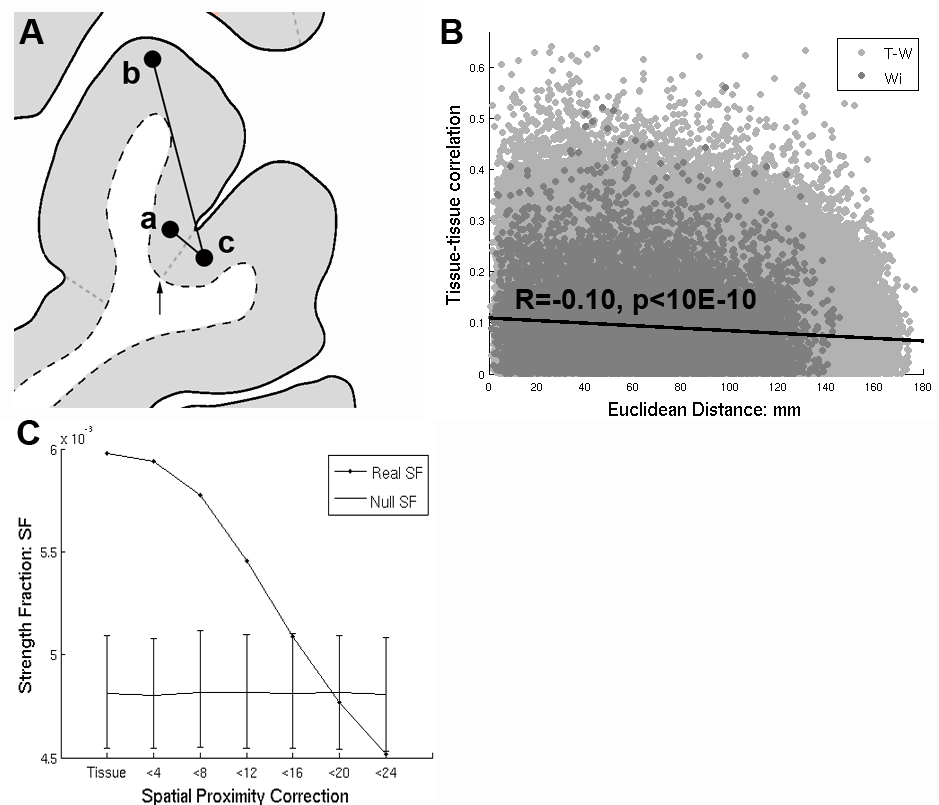 A
b
a
c
B
T-W
Wi
Tissue-tissue correlation
0.6
0.5
0.4
0.3
0.2
0.1
0
R=-0.10, p<10E-10
0 20 40 60 80 100 120 140 160 180
Euclidean Distance: mm
C
x 10⁻³
6
5.5
5
4.5
Strength Fraction: SF
Real SF
Null SF
Tissue <4 <8 <12 <16 <20 <24
Spatial Proximity Correction